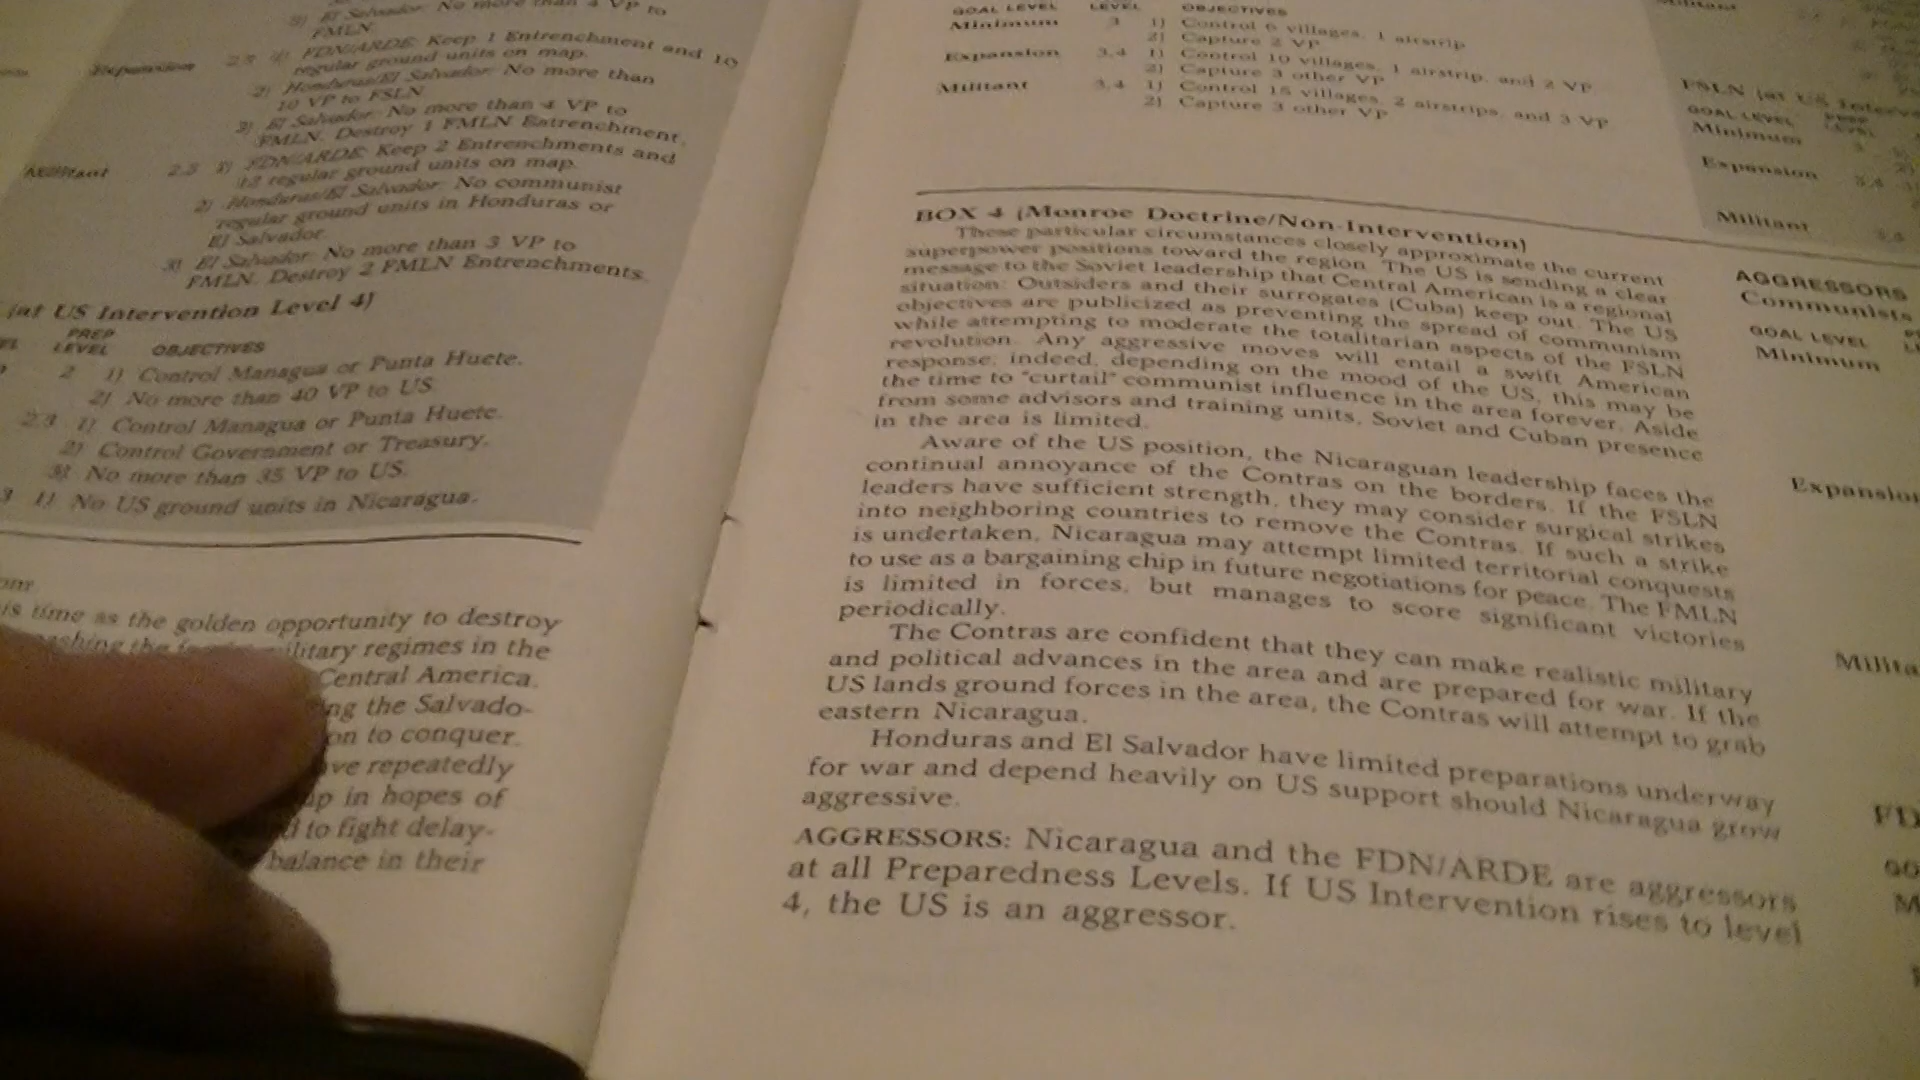 El Salvador: No more than 4 VP to
FMLN.
Expansion 2,3 1) FDN/ARDE: Keep 1 Entrenchment and 10
regular ground units on map.
2) Honduras/El Salvador: No more than
10 VP to FSLN
3) El Salvador: No more than 4 VP to
FMLN. Destroy 1 FMLN Entrenchment.
Militant 2,3 1) FDN/ARDE: Keep 2 Entrenchments and
12 regular ground units on map.
2) Honduras/El Salvador: No communist
regular ground units in Honduras or
El Salvador.
3) El Salvador: No more than 3 VP to
FMLN. Destroy 2 FMLN Entrenchments.
(at US Intervention Level 4)
PREP
LEVEL OBJECTIVES
2 1) Control Managua or Punta Huete.
2) No more than 40 VP to US
2,3 1) Control Managua or Punta Huete.
2) Control Government or Treasury.
3) No more than 35 VP to US.
3 1) No US ground units in Nicaragua.
time as the golden opportunity to destroy
military regimes in the
Central America.
the Salvado-
to conquer.
repeatedly
in hopes of
to fight delay-
balance in their
GOAL LEVEL LEVEL OBJECTIVES
Minimum 3 1) Control 6 villages, 1 airstrip
2) Capture 2 VP
Expansion 3,4 1) Control 10 villages, 1 airstrip, and 2 VP
2) Capture 3 other VP
Militant 3,4 1) Control 15 villages, 2 airstrips, and 3 VP
2) Capture 3 other VP
BOX 4 (Monroe Doctrine/Non-Intervention)
These particular circumstances closely approximate the current
superpower positions toward the region. The US is sending a clear
message to the Soviet leadership that Central American is a regional
situation: Outsiders and their surrogates (Cuba) keep out. The US
objectives are publicized as preventing the spread of communism
while attempting to moderate the totalitarian aspects of the FSLN
revolution. Any aggressive moves will entail a swift American
response; indeed, depending on the mood of the US, this may be
the time to "curtail" communist influence in the area forever. Aside
from some advisors and training units, Soviet and Cuban presence
in the area is limited.
Aware of the US position, the Nicaraguan leadership faces the
continual annoyance of the Contras on the borders. If the FSLN
leaders have sufficient strength, they may consider surgical strikes
into neighboring countries to remove the Contras. If such a strike
is undertaken, Nicaragua may attempt limited territorial conquests
to use as a bargaining chip in future negotiations for peace. The FMLN
is limited in forces, but manages to score significant victories
periodically.
The Contras are confident that they can make realistic military
and political advances in the area and are prepared for war. If the
US lands ground forces in the area, the Contras will attempt to grab
eastern Nicaragua.
Honduras and El Salvador have limited preparations underway
for war and depend heavily on US support should Nicaragua grow
aggressive.
AGGRESSORS: Nicaragua and the FDN/ARDE are aggressors
at all Preparedness Levels. If US Intervention rises to level
4, the US is an aggressor.
FSLN (at US
GOAL LEVEL
Minimum
Expansion
Militant
AGGRESSORS
Communists
GOAL LEVEL
Minimum